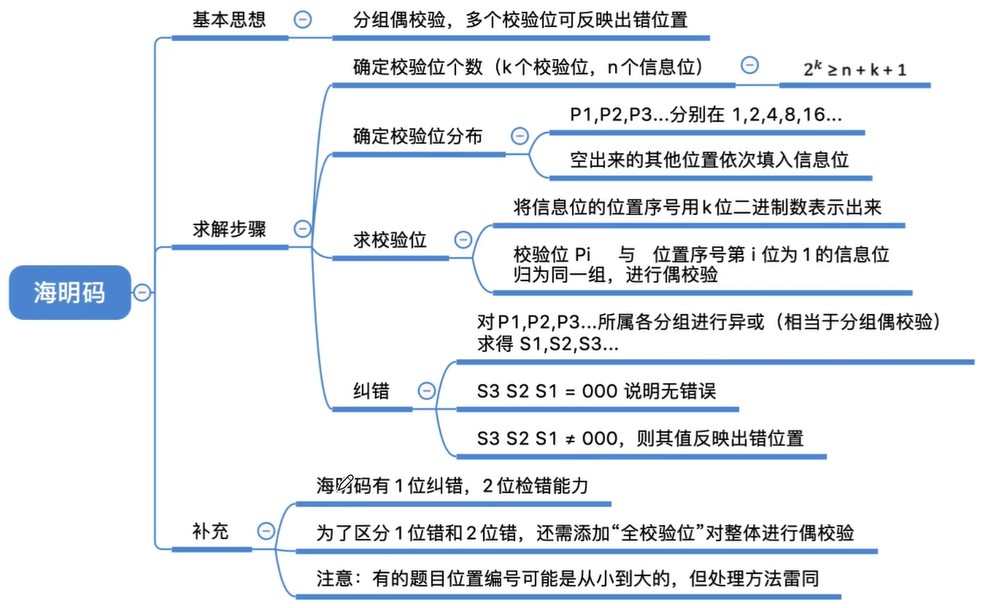 海明码
基本思想
分组偶校验，多个校验位可反映出错位置
求解步骤
确定校验位个数（k个校验位，n个信息位）
2^k ≥ n + k + 1
确定校验位分布
P1,P2,P3...分别在 1,2,4,8,16...
空出来的其他位置依次填入信息位
求校验位
将信息位的位置序号用k位二进制数表示出来
校验位 Pi 与 位置序号第 i 位为 1 的信息位
归为同一组，进行偶校验
纠错
对P1,P2,P3...所属各分组进行异或（相当于分组偶校验）
求得 S1,S2,S3...
S3 S2 S1 = 000 说明无错误
S3 S2 S1 ≠ 000，则其值反映出错位置
补充
海明码有1位纠错，2位检错能力
为了区分1位错和2位错，还需添加“全校验位”对整体进行偶校验
注意：有的题目位置编号可能是从小到大的，但处理方法雷同